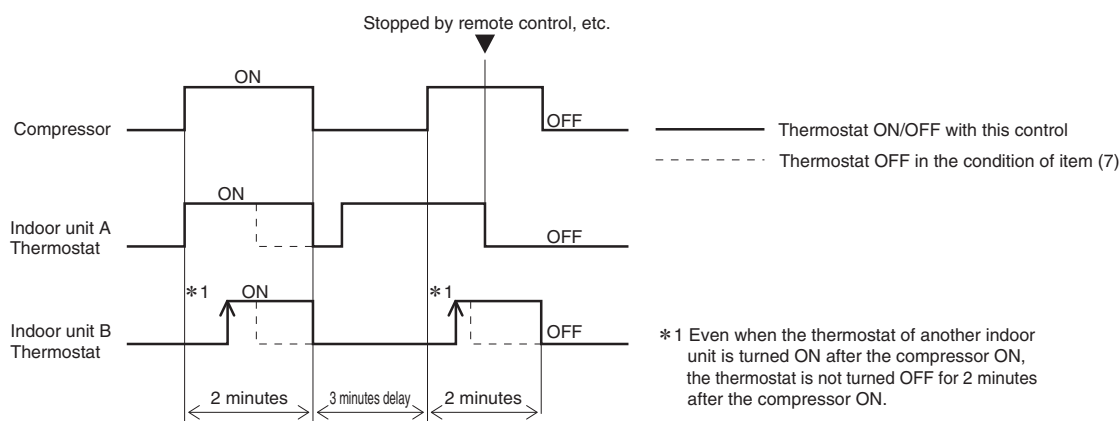 Stopped by remote control, etc.
ON
Compressor
OFF
Thermostat ON/OFF with this control
Thermostat OFF in the condition of item (7)
ON
Indoor unit A
Thermostat
OFF
*1
ON
*1
Indoor unit B
Thermostat
OFF
*1 Even when the thermostat of another indoor
unit is turned ON after the compressor ON,
the thermostat is not turned OFF for 2 minutes
after the compressor ON.
2 minutes
3 minutes delay
2 minutes